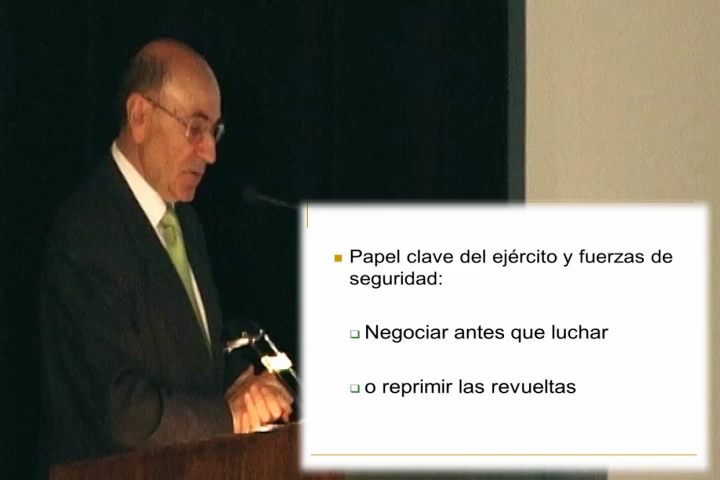 Papel clave del ejército y fuerzas de
seguridad:
Negociar antes que luchar
o reprimir las revueltas